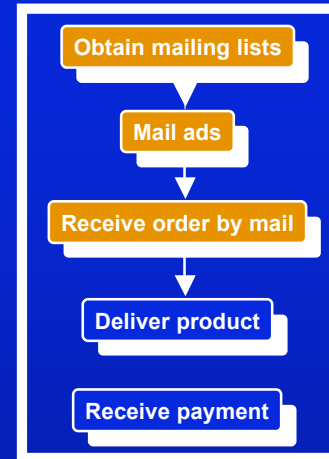 Obtain mailing lists
Mail ads
Receive order by mail
Deliver product
Receive payment